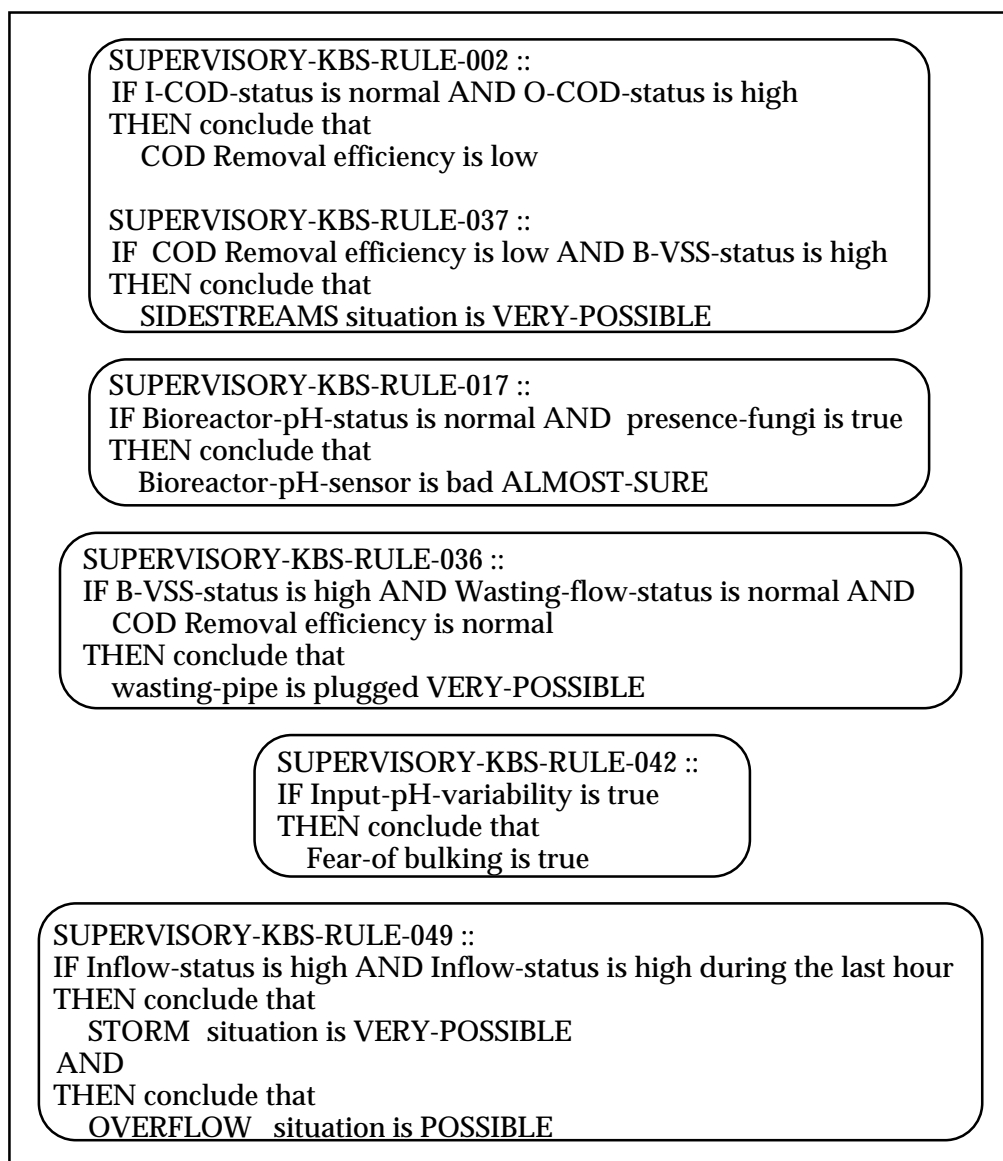 SUPERVISORY-KBS-RULE-002 ::
IF I-COD-status is normal AND O-COD-status is high
THEN conclude that
COD Removal efficiency is low
SUPERVISORY-KBS-RULE-037 ::
IF COD Removal efficiency is low AND B-VSS-status is high
THEN conclude that
SIDESTREAMS situation is VERY-POSSIBLE
SUPERVISORY-KBS-RULE-017 ::
IF Bioreactor-pH-status is normal AND presence-fungi is true
THEN conclude that
Bioreactor-pH-sensor is bad ALMOST-SURE
SUPERVISORY-KBS-RULE-036 ::
IF B-VSS-status is high AND Wasting-flow-status is normal AND
COD Removal efficiency is normal
THEN conclude that
wasting-pipe is plugged VERY-POSSIBLE
SUPERVISORY-KBS-RULE-042 ::
IF Input-pH-variability is true
THEN conclude that
Fear-of bulking is true
SUPERVISORY-KBS-RULE-049 ::
IF Inflow-status is high AND Inflow-status is high during the last hour
THEN conclude that
STORM situation is VERY-POSSIBLE
AND
THEN conclude that
OVERFLOW situation is POSSIBLE